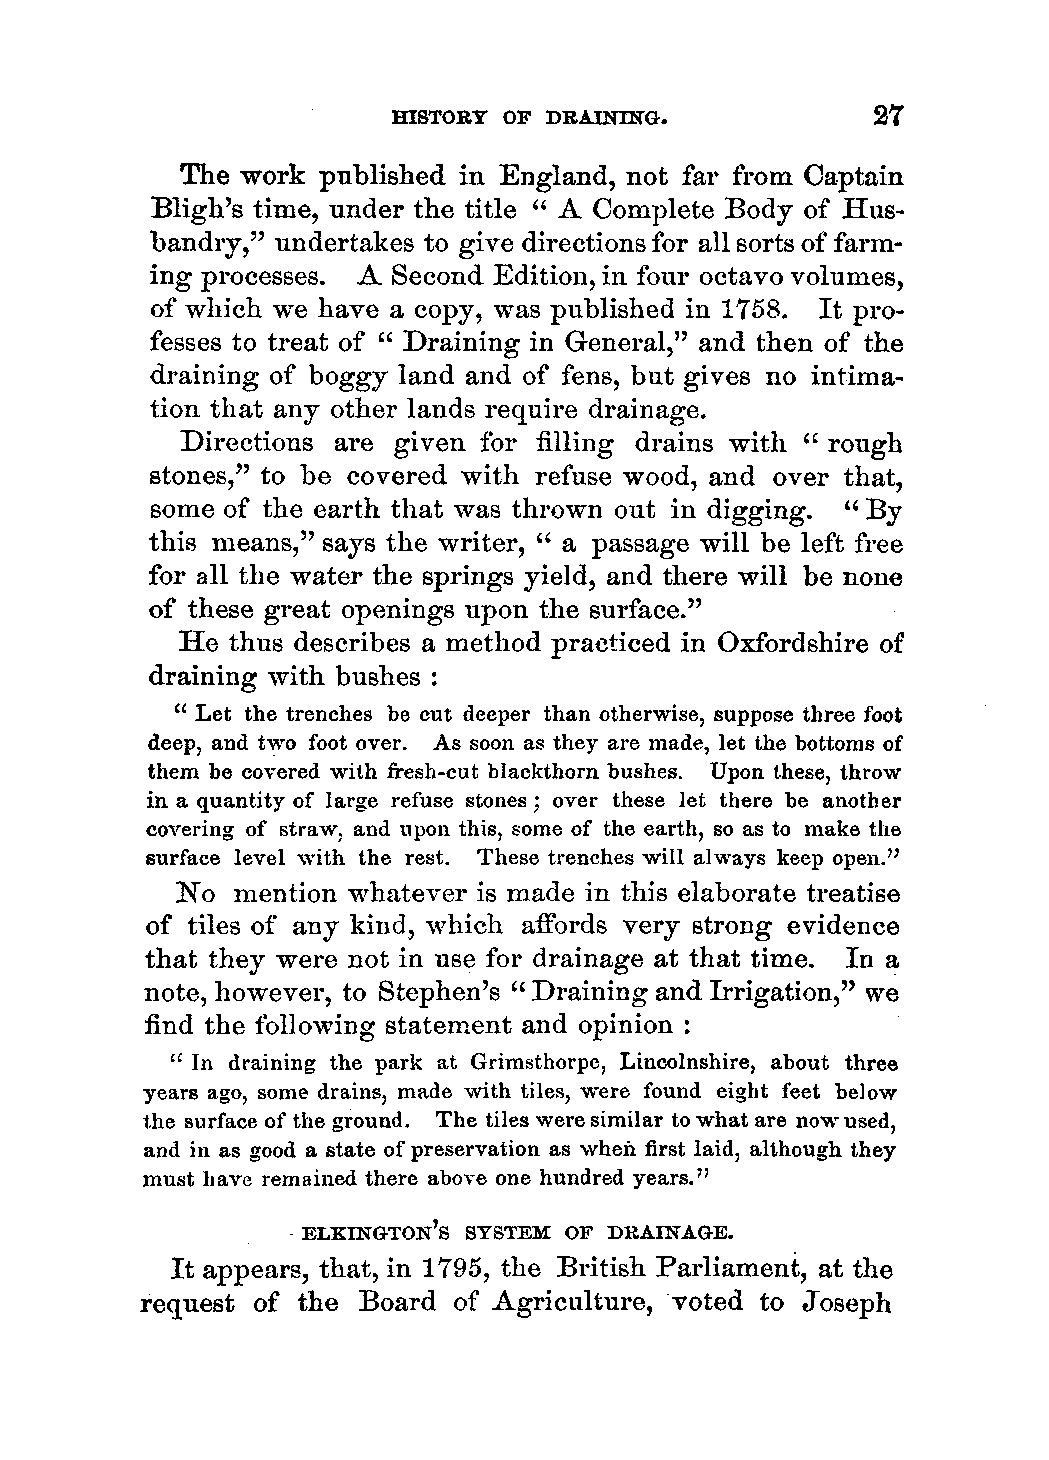 HISTORY OF DRAINING. 27
The work published in England, not far from Captain
Bligh's time, under the title “ A Complete Body of Hus-
bandry,” undertakes to give directions for all sorts of farm-
ing processes. A Second Edition, in four octavo volumes,
of which we have a copy, was published in 1758. It pro-
fesses to treat of “ Draining in General,” and then of the
draining of boggy land and of fens, but gives no intima-
tion that any other lands require drainage.
Directions are given for filling drains with “ rough
stones,” to be covered with refuse wood, and over that,
some of the earth that was thrown out in digging. “ By
this means,” says the writer, “ a passage will be left free
for all the water the springs yield, and there will be none
of these great openings upon the surface.”
He thus describes a method practiced in Oxfordshire of
draining with bushes :
“ Let the trenches be cut deeper than otherwise, suppose three foot
deep, and two foot over. As soon as they are made, let the bottoms of
them be covered with fresh-cut blackthorn bushes. Upon these, throw
in a quantity of large refuse stones ; over these let there be another
covering of straw, and upon this, some of the earth, so as to make the
surface level with the rest. These trenches will always keep open.”
No mention whatever is made in this elaborate treatise
of tiles of any kind, which affords very strong evidence
that they were not in use for drainage at that time. In a
note, however, to Stephen's “ Draining and Irrigation,” we
find the following statement and opinion :
“ In draining the park at Grimsthorpe, Lincolnshire, about three
years ago, some drains, made with tiles, were found eight feet below
the surface of the ground. The tiles were similar to what are now used,
and in as good a state of preservation as when first laid, although they
must have remained there above one hundred years.”
ELKINGTON'S SYSTEM OF DRAINAGE.
It appears, that, in 1795, the British Parliament, at the
request of the Board of Agriculture, voted to Joseph